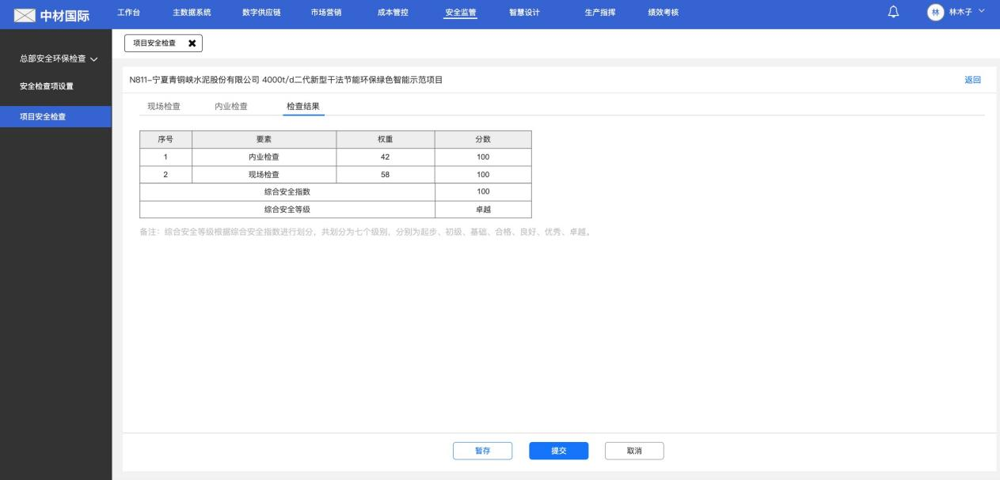 中材国际 工作台 主数据系统 数字供应链 市场营销 成本管控 安全监管 智慧设计 生产指挥 绩效考核 林 林木子
项目安全检查
总部安全环保检查
安全检查项设置
项目安全检查
N811-宁夏青铜峡水泥股份有限公司 4000t/d二代新型干法节能环保绿色智能示范项目 返回
现场检查 内业检查 检查结果
序号 要素 权重 分数
1 内业检查 42 100
2 现场检查 58 100
综合安全指数 100
综合安全等级 卓越
备注：综合安全等级根据综合安全指数进行划分，共划分为七个级别，分别为起步、初级、基础、合格、良好、优秀、卓越。
暂存 提交 取消